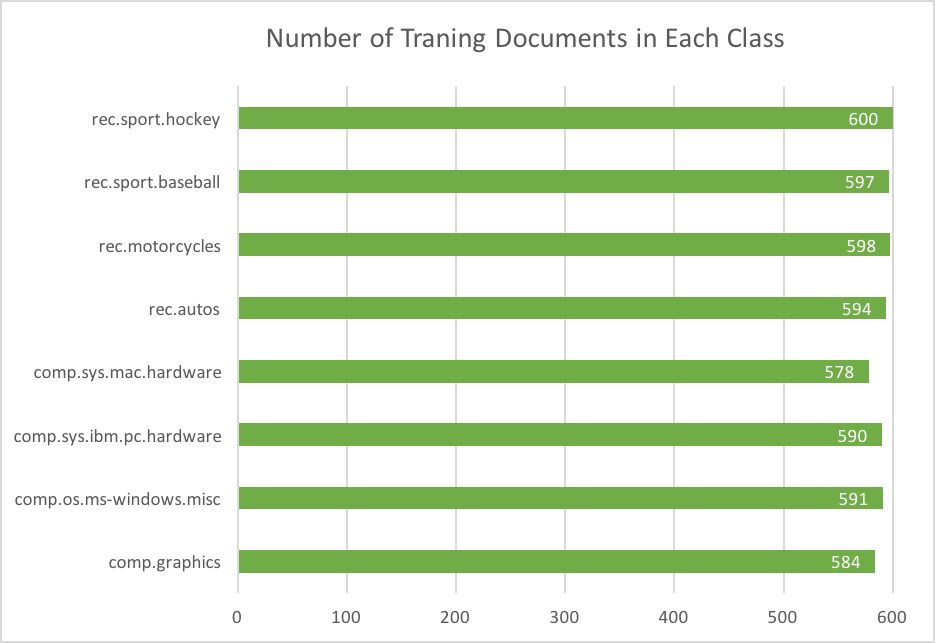 Number of Traning Documents in Each Class
rec.sport.hockey 600
rec.sport.baseball 597
rec.motorcycles 598
rec.autos 594
comp.sys.mac.hardware 578
comp.sys.ibm.pc.hardware 590
comp.os.ms-windows.misc 591
comp.graphics 584
0 100 200 300 400 500 600